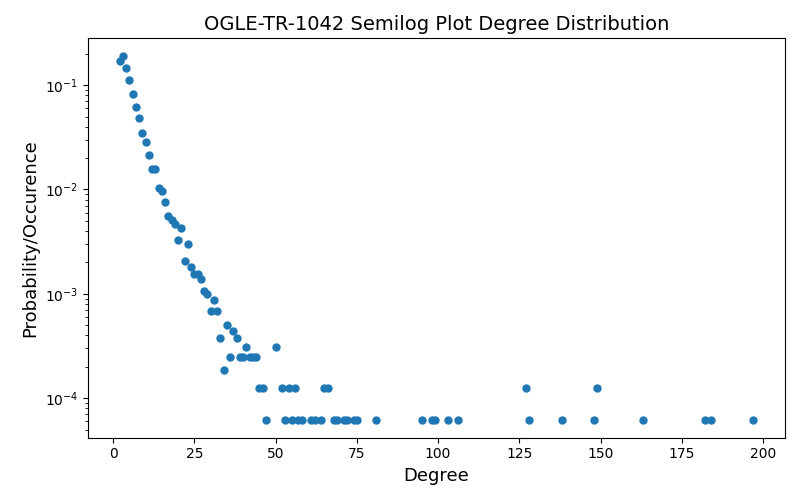 OGLE-TR-1042 Semilog Plot Degree Distribution
10⁻¹
10⁻²
10⁻³
10⁻⁴
Probability/Occurence
0 25 50 75 100 125 150 175 200
Degree